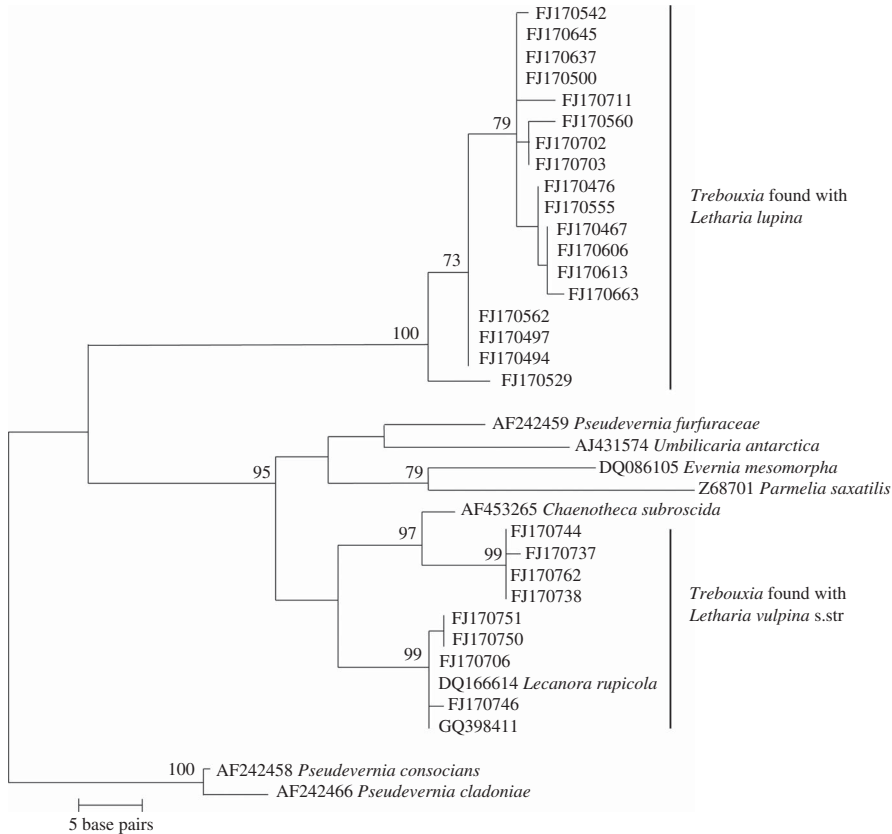 FJ170542
FJ170645
FJ170637
FJ170500
FJ170711
79
FJ170560
FJ170702
FJ170703
FJ170476
FJ170555
Trebouxia found with
Letharia lupina
FJ170467
FJ170606
73
FJ170613
FJ170663
FJ170562
100
FJ170497
FJ170494
FJ170529
AF242459 Pseudevernia furfuraceae
AJ431574 Umbilicaria antarctica
95
79
DQ086105 Evernia mesomorpha
Z68701 Parmelia saxatilis
AF453265 Chaenotheca subroscida
97
FJ170744
99
FJ170737
FJ170762
FJ170738
Trebouxia found with
Letharia vulpina s.str
FJ170751
FJ170750
99
FJ170706
DQ166614 Lecanora rupicola
FJ170746
GQ398411
100
AF242458 Pseudevernia consocians
AF242466 Pseudevernia cladoniae
5 base pairs